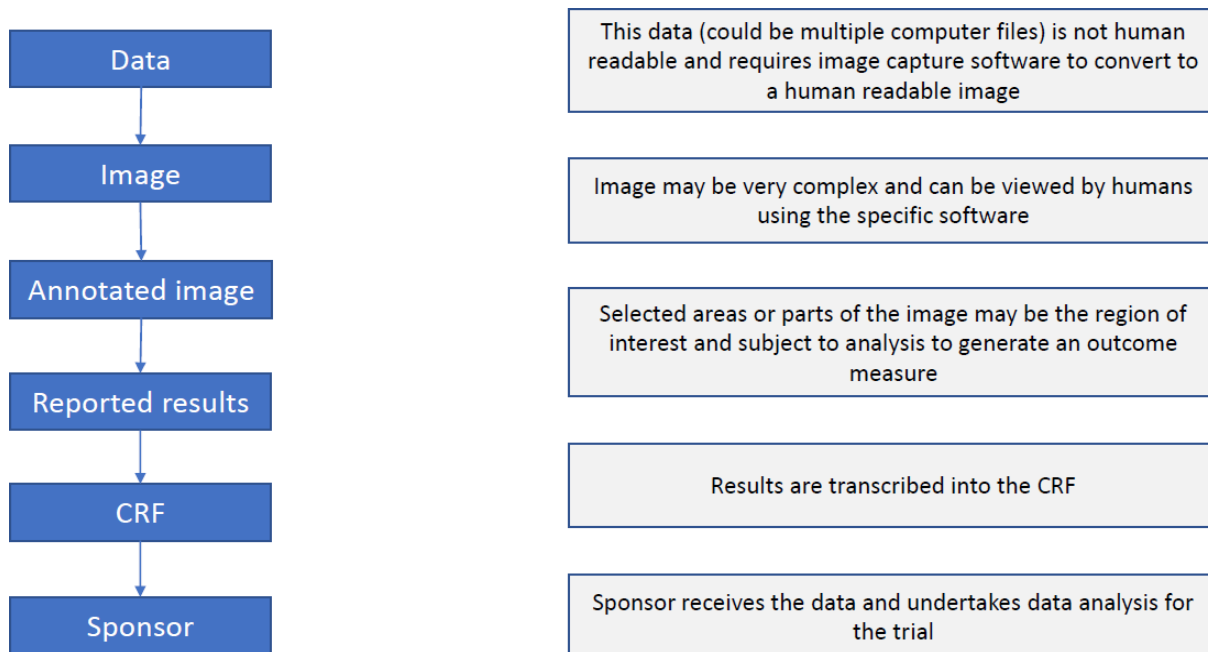 Data
This data (could be multiple computer files) is not human
readable and requires image capture software to convert to
a human readable image
Image
Image may be very complex and can be viewed by humans
using the specific software
Annotated image
Selected areas or parts of the image may be the region of
interest and subject to analysis to generate an outcome
measure
Reported results
CRF
Results are transcribed into the CRF
Sponsor
Sponsor receives the data and undertakes data analysis for
the trial